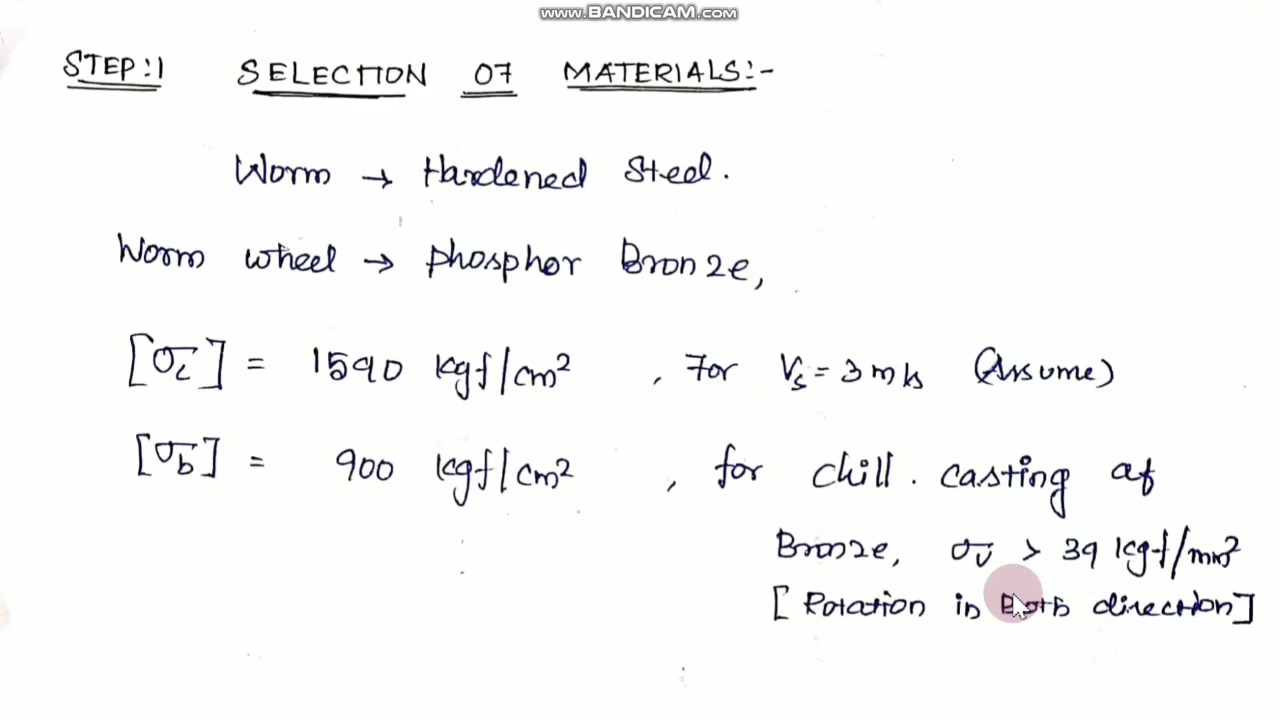 WWW.BANDICAM.COM
STEP:1 SELECTION OF MATERIALS:-
Worm → Hardened Steel.
Worm wheel → phosphor Bronze,
[σc] = 1590 kgf/cm² , For Vs = 3 m/s (Assume)
[σb] = 900 kgf/cm² , for chill. casting of
Bronze, σu > 39 kgf/mm²
[Rotation in Both direction]